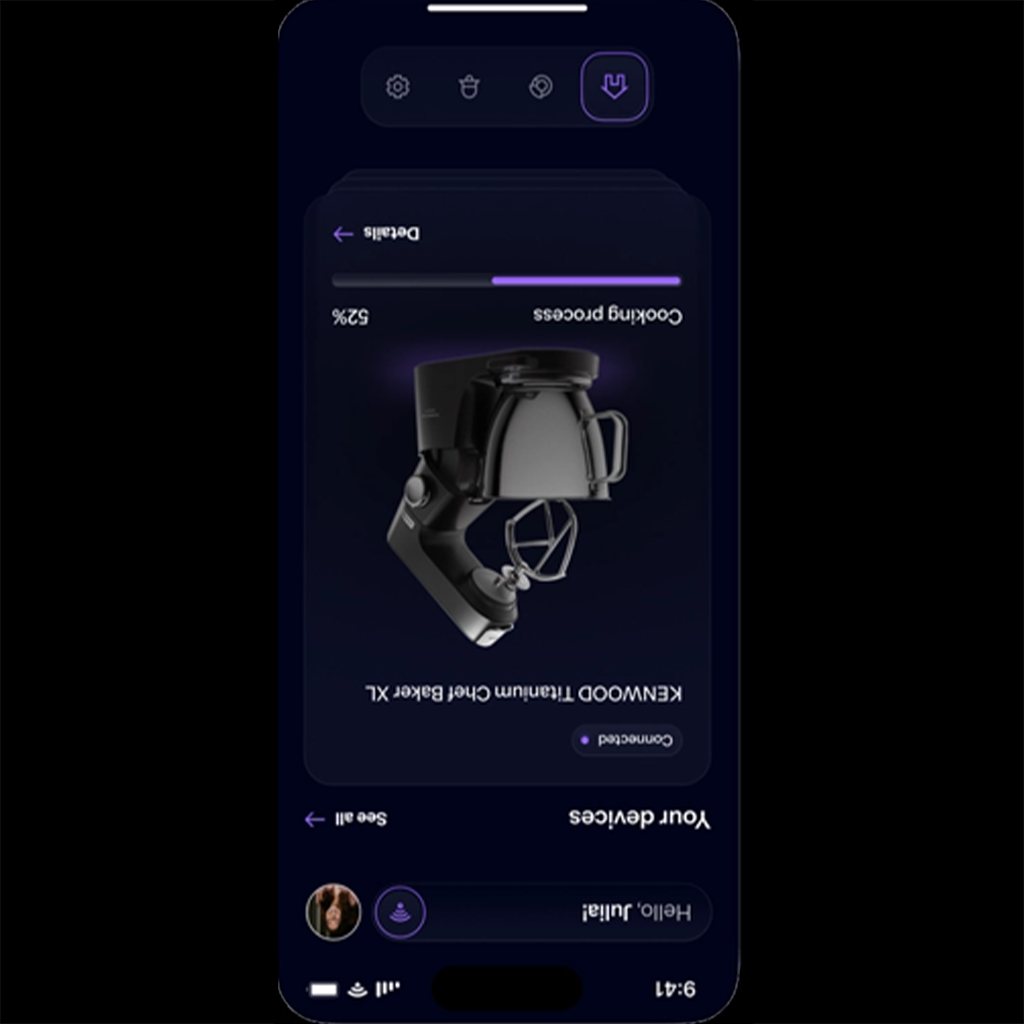 9:41
Hello, Julia!
Your devices
See all
Connected
KENWOOD Titanium Chef Baker XL
Cooking process
52%
Details